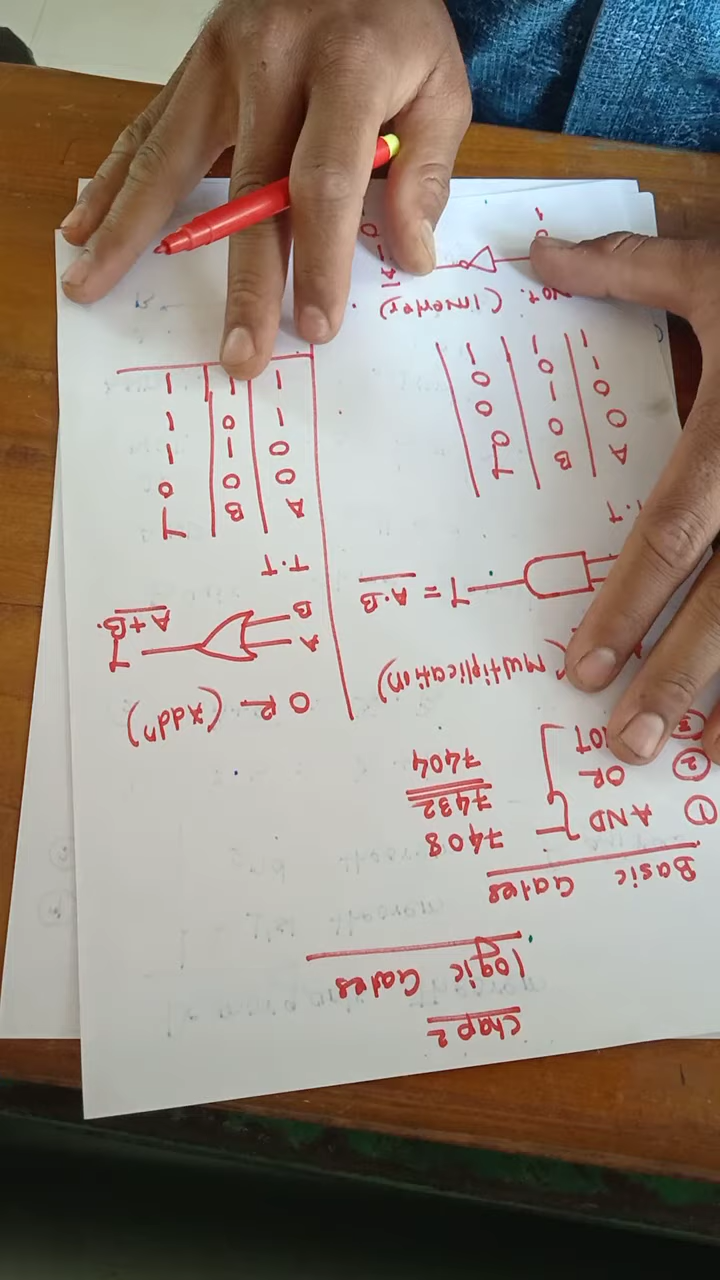 Chap 2
Logic Gates
Basic Gates
① AND 7408
② OR 7432
③ NOT 7404
(Multiplication)
Y = A.B
T.T
A B Y
0 0 0
0 1 0
1 0 0
1 1 1
NOT. (Inverter)
OR (Addⁿ)
A
B
Y
A+B.
T.T
A B Y
0 0 0
0 1 1
1 0 1
1 1 1